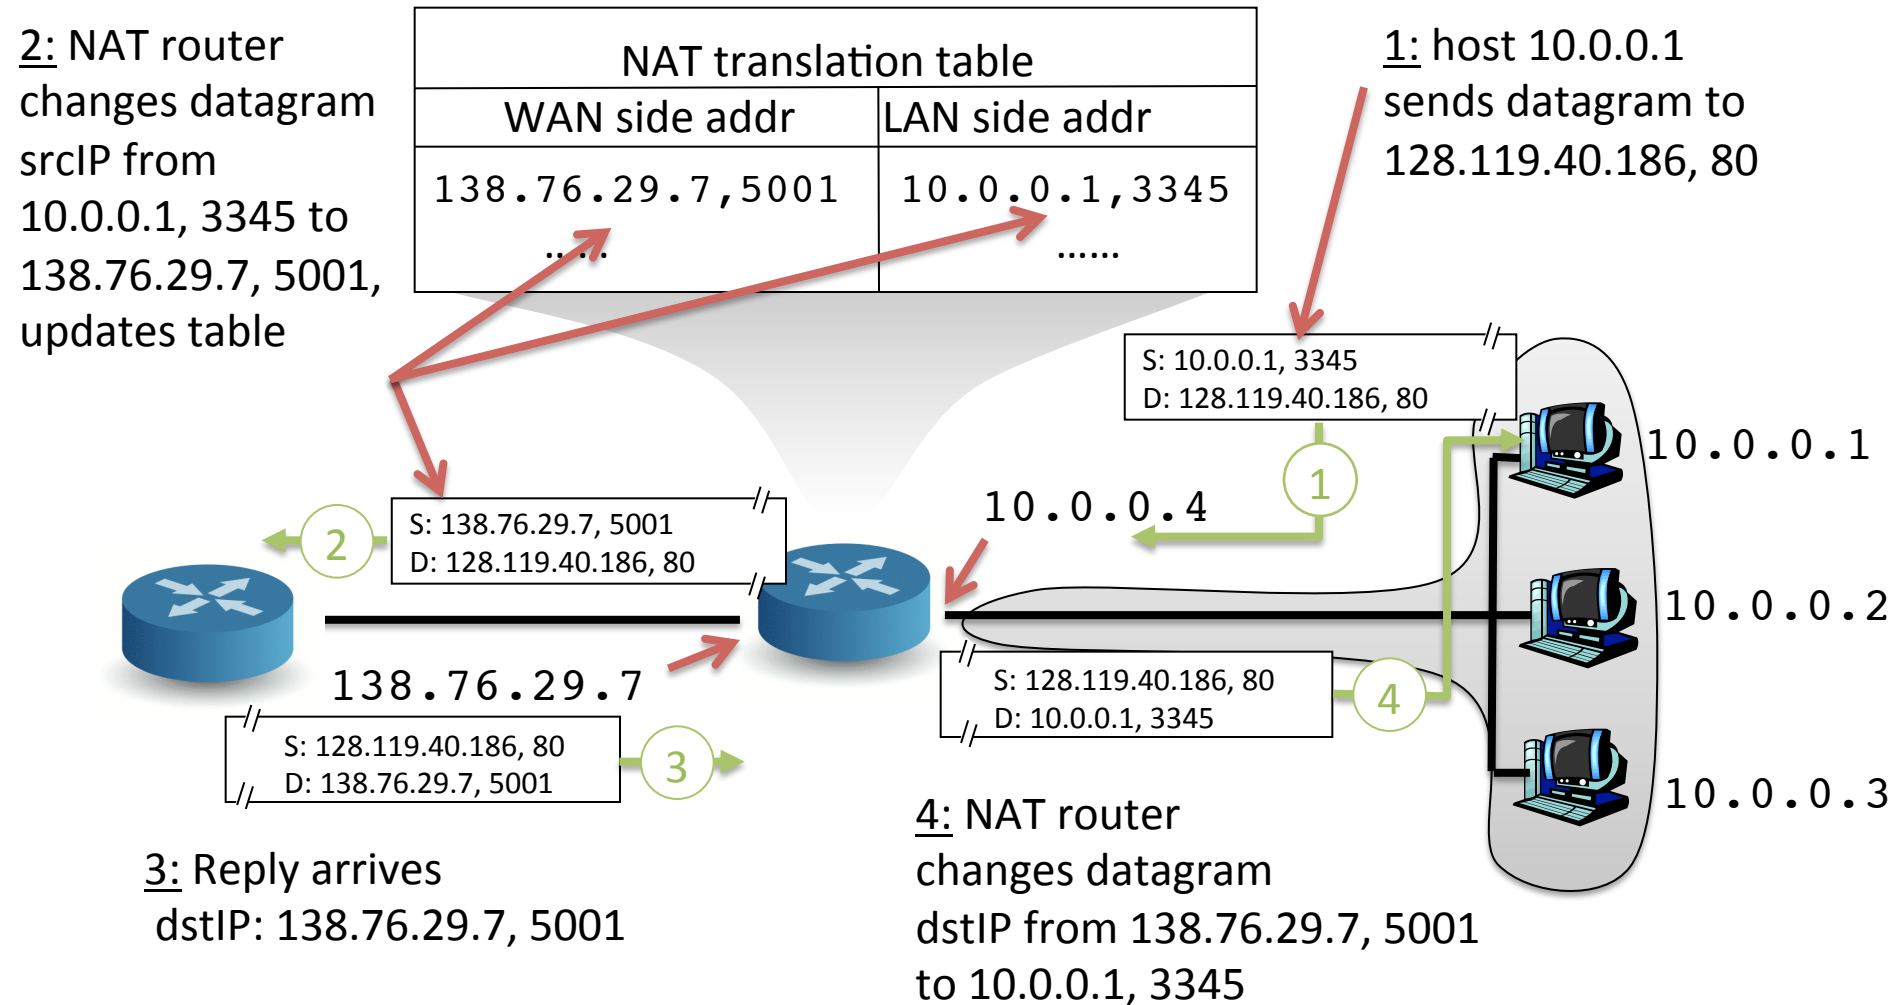 2: NAT router
changes datagram
srcIP from
10.0.0.1, 3345 to
138.76.29.7, 5001,
updates table
NAT translation table
WAN side addr
LAN side addr
138.76.29.7,5001
10.0.0.1,3345
......
......
1: host 10.0.0.1
sends datagram to
128.119.40.186, 80
S: 10.0.0.1, 3345
D: 128.119.40.186, 80
1
10.0.0.4
10.0.0.1
S: 138.76.29.7, 5001
D: 128.119.40.186, 80
2
10.0.0.2
138.76.29.7
S: 128.119.40.186, 80
D: 10.0.0.1, 3345
4
S: 128.119.40.186, 80
D: 138.76.29.7, 5001
3
10.0.0.3
3: Reply arrives
dstIP: 138.76.29.7, 5001
4: NAT router
changes datagram
dstIP from 138.76.29.7, 5001
to 10.0.0.1, 3345